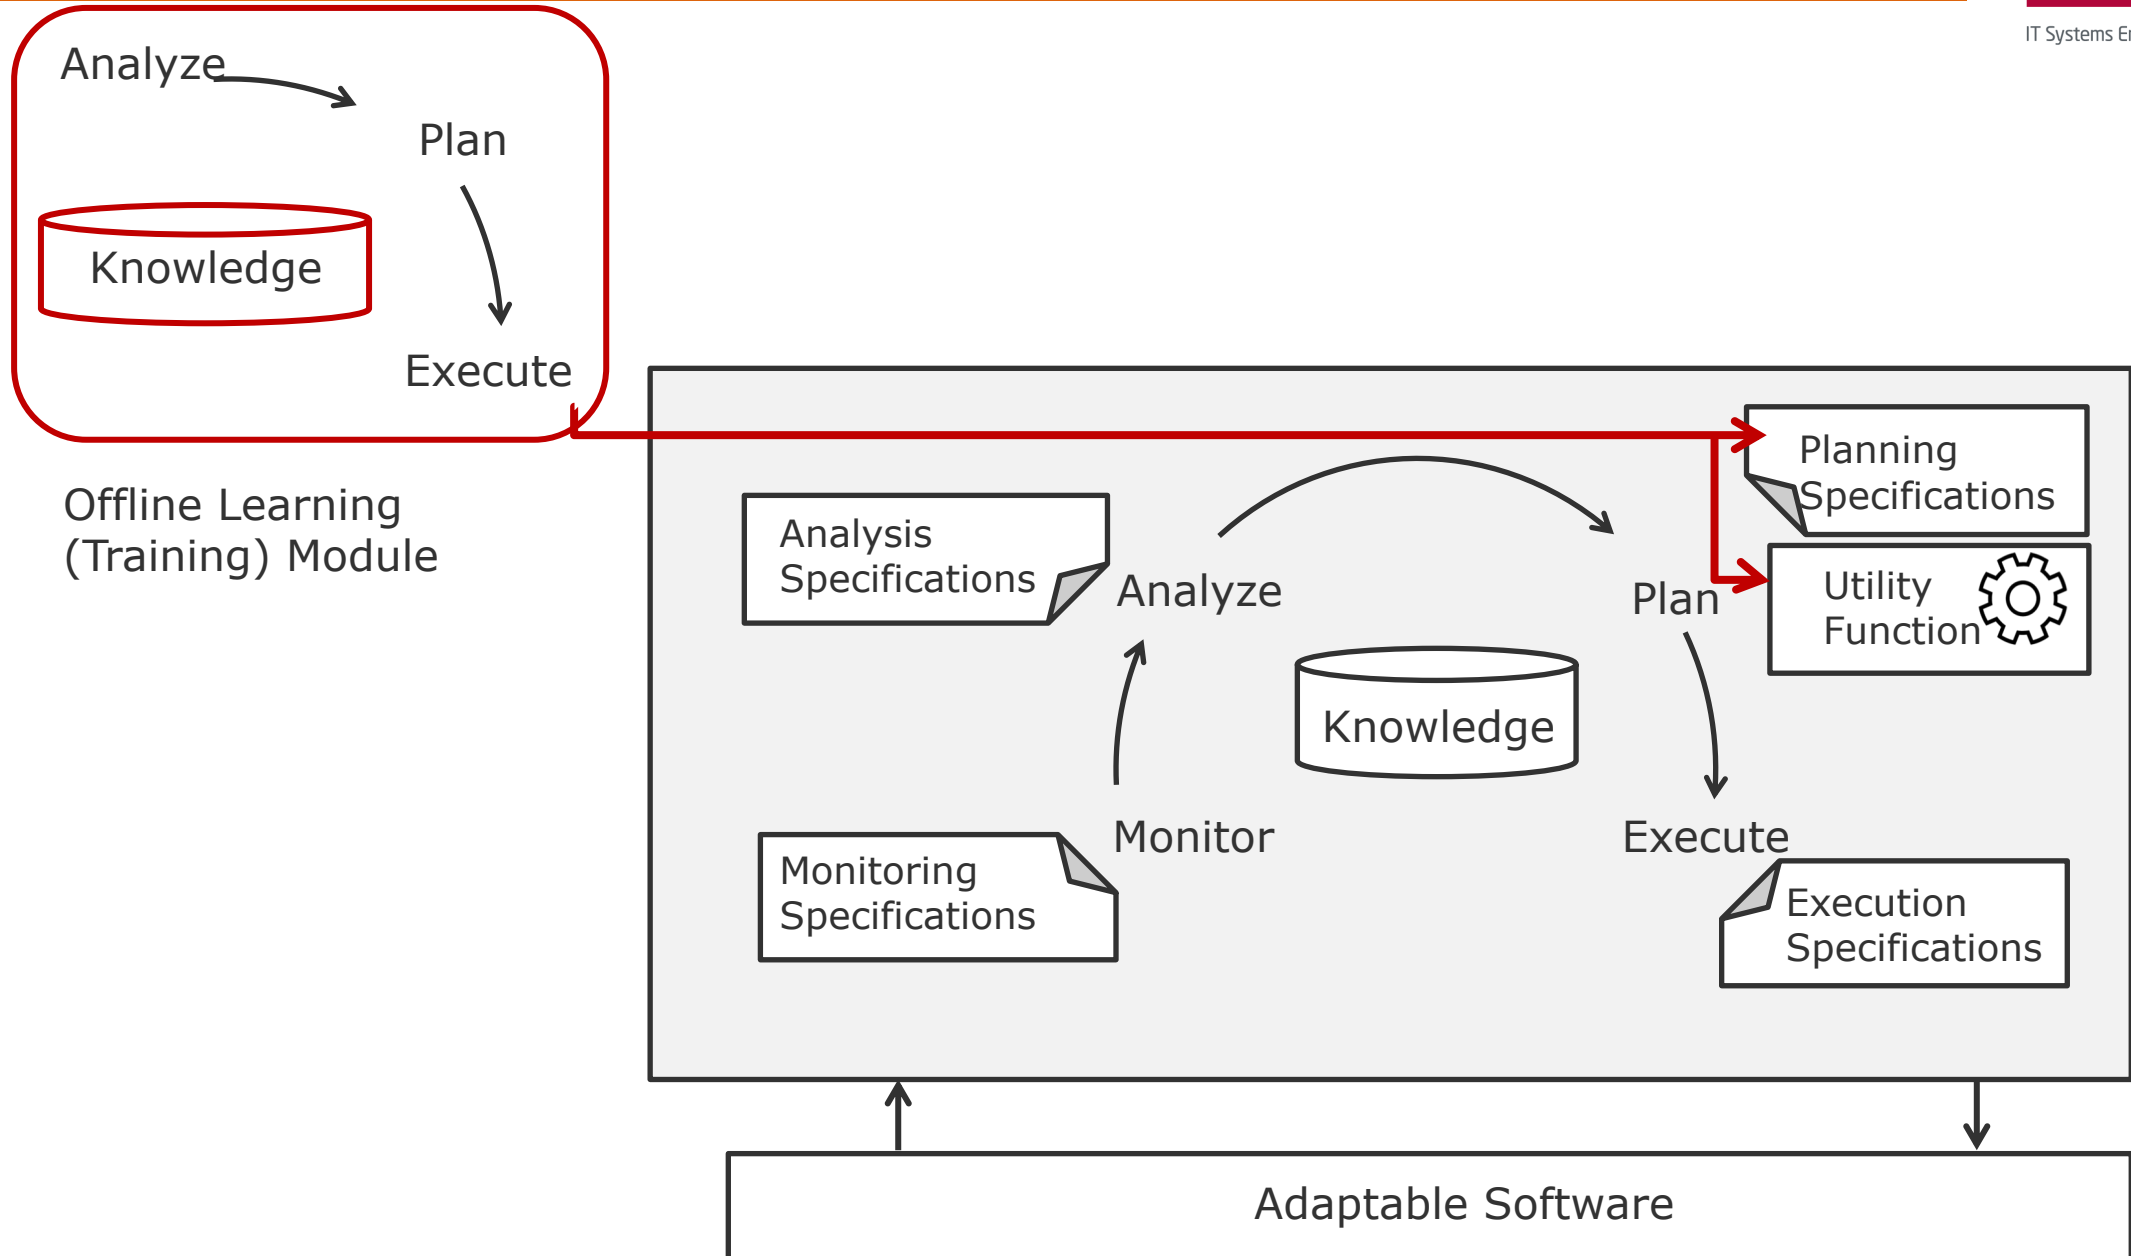 IT Systems
Analyze
Plan
Knowledge
Execute
Offline Learning
(Training) Module
Planning
Specifications
Analysis
Specifications
Analyze
Plan
Utility
Function
Knowledge
Monitor
Execute
Monitoring
Specifications
Execution
Specifications
Adaptable Software